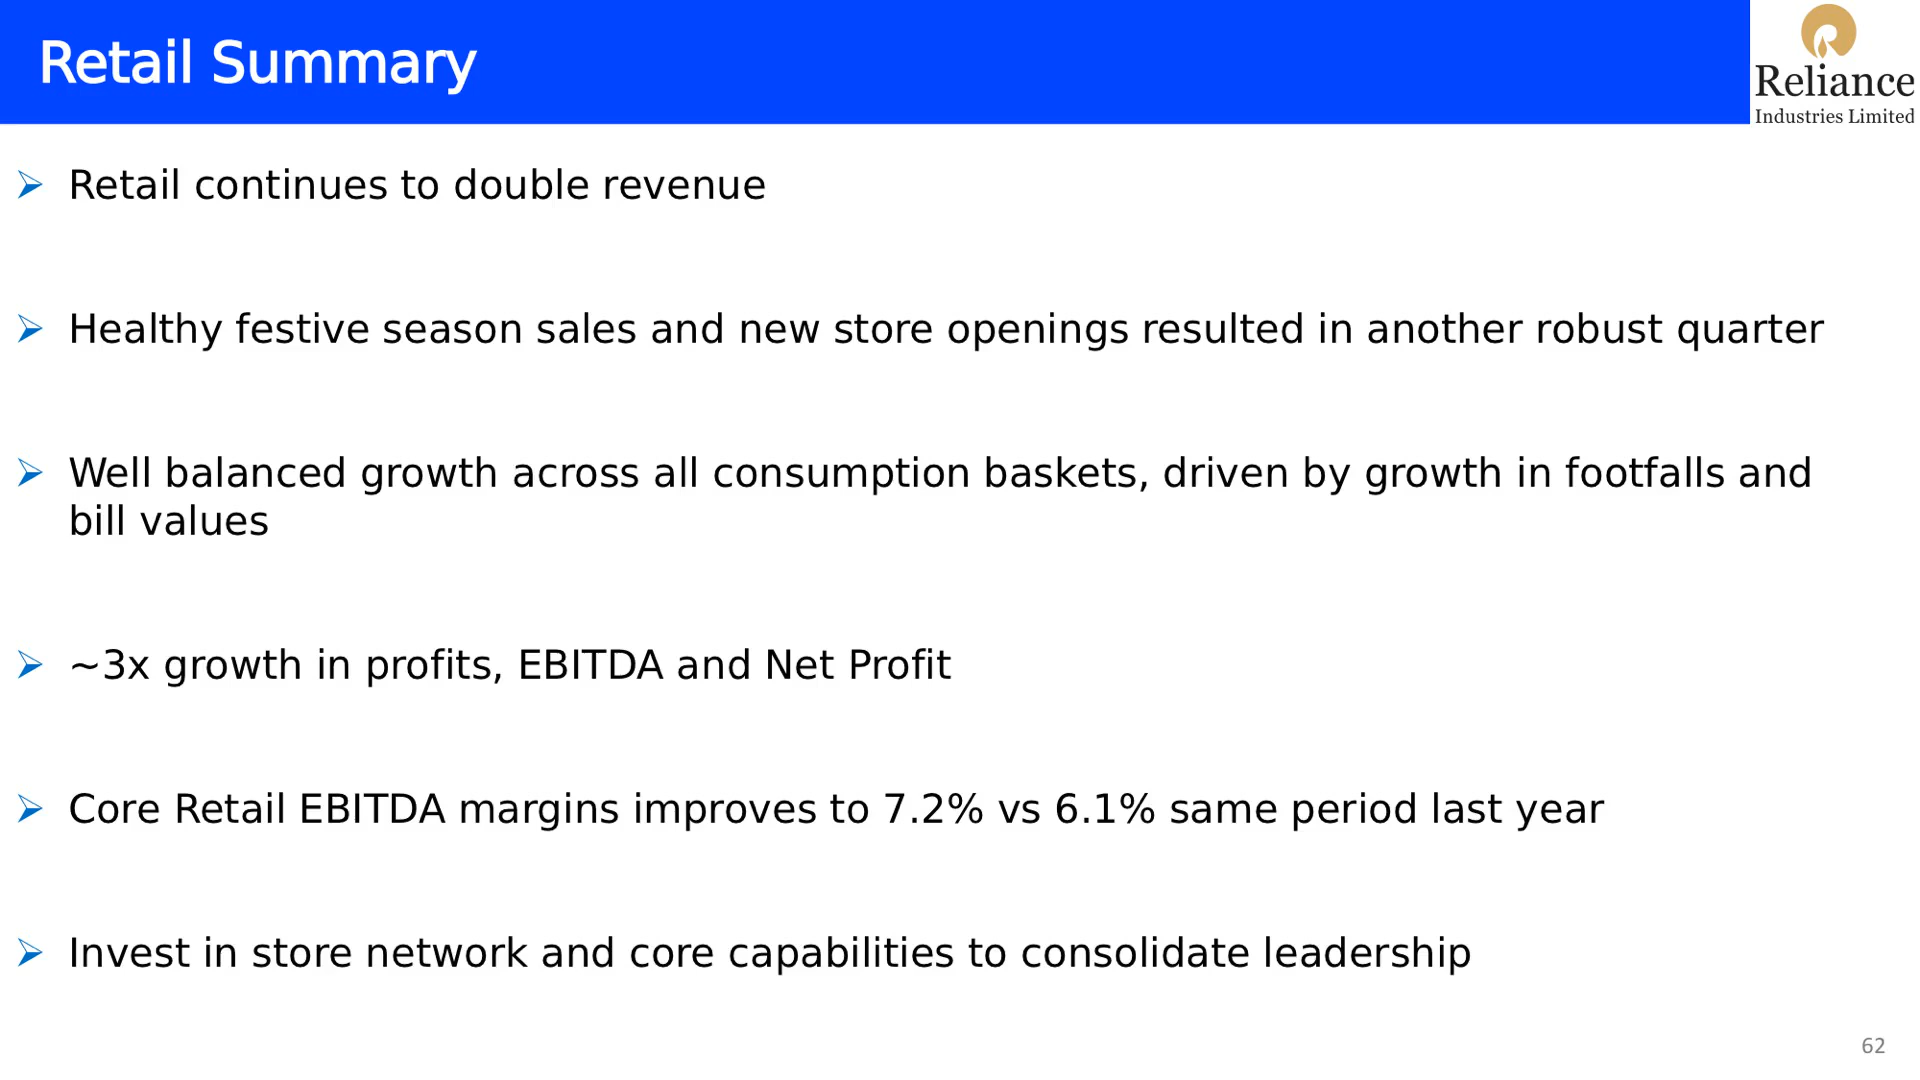 Retail Summary
Reliance
Industries Limited
➢ Retail continues to double revenue
➢ Healthy festive season sales and new store openings resulted in another robust quarter
➢ Well balanced growth across all consumption baskets, driven by growth in footfalls and
bill values
➢ ~3x growth in profits, EBITDA and Net Profit
➢ Core Retail EBITDA margins improves to 7.2% vs 6.1% same period last year
➢ Invest in store network and core capabilities to consolidate leadership
62